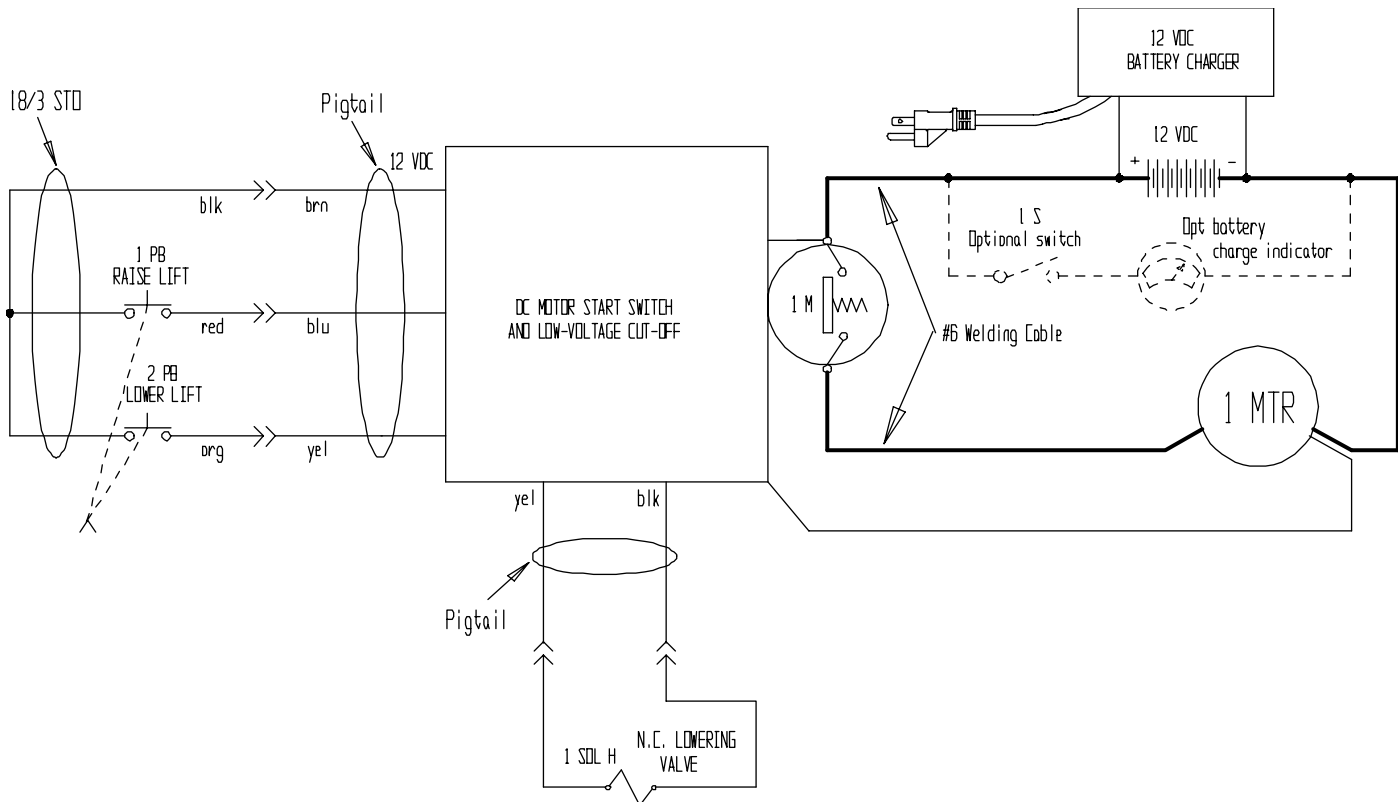 12 VDC
BATTERY CHARGER
18/3 STO
Pigtail
12 VDC
12 VDC
+
-
blk
brn
1 S
Optional switch
Opt battery
charge indicator
1 PB
RAISE LIFT
DC MOTOR START SWITCH
AND LOW-VOLTAGE CUT-OFF
1 M
red
blu
#6 Welding Cable
2 PB
LOWER LIFT
1 MTR
org
yel
yel
blk
Pigtail
1 SOL H
N.C. LOWERING
VALVE